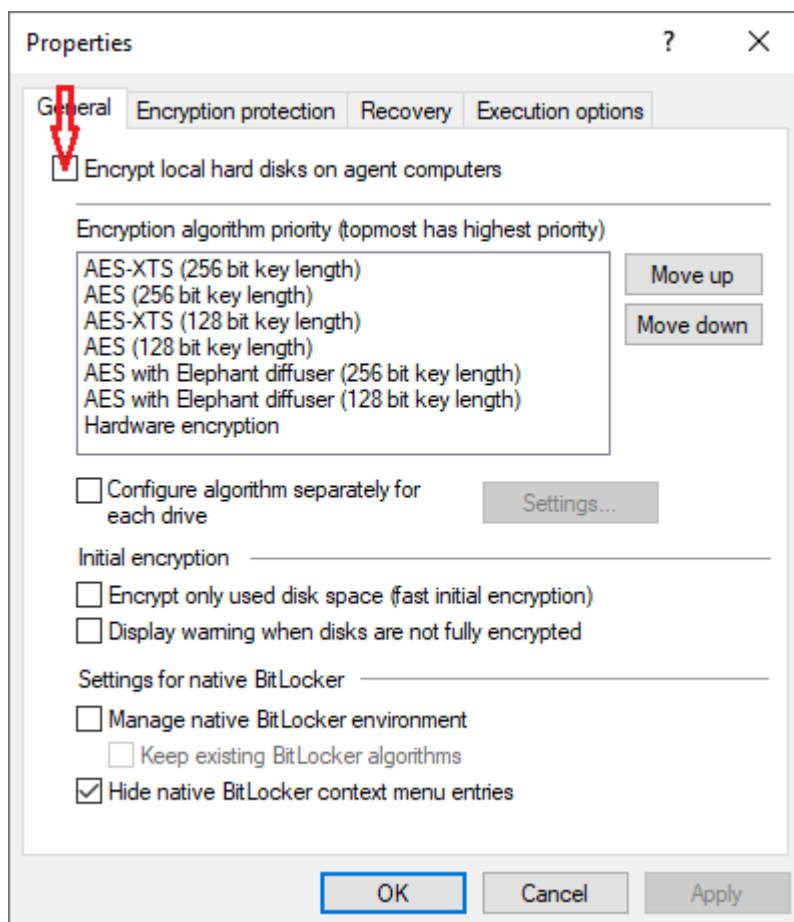 Properties
General Encryption protection Recovery Execution options
Encrypt local hard disks on agent computers
Encryption algorithm priority (topmost has highest priority)
AES-XTS (256 bit key length)
AES (256 bit key length)
AES-XTS (128 bit key length)
AES (128 bit key length)
AES with Elephant diffuser (256 bit key length)
AES with Elephant diffuser (128 bit key length)
Hardware encryption
Move up
Move down
Configure algorithm separately for
each drive
Settings...
Initial encryption
Encrypt only used disk space (fast initial encryption)
Display warning when disks are not fully encrypted
Settings for native BitLocker
Manage native BitLocker environment
Keep existing BitLocker algorithms
Hide native BitLocker context menu entries
OK Cancel Apply